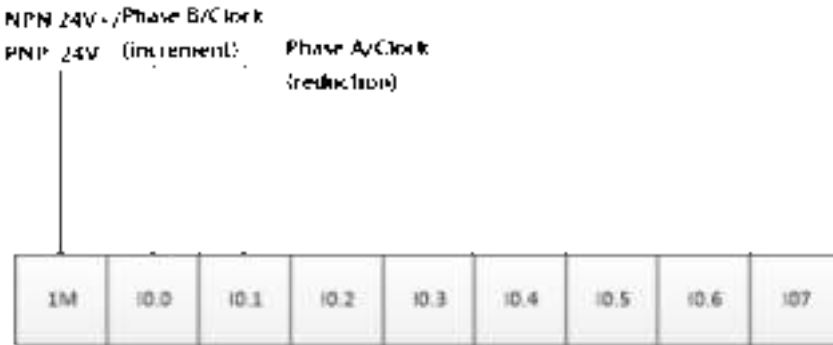 NPN 24V-/Phase B/Clock
PNP 24V (increment) Phase A/Clock
(reduction)
1M I0.0 I0.1 I0.2 I0.3 I0.4 I0.5 I0.6 I07